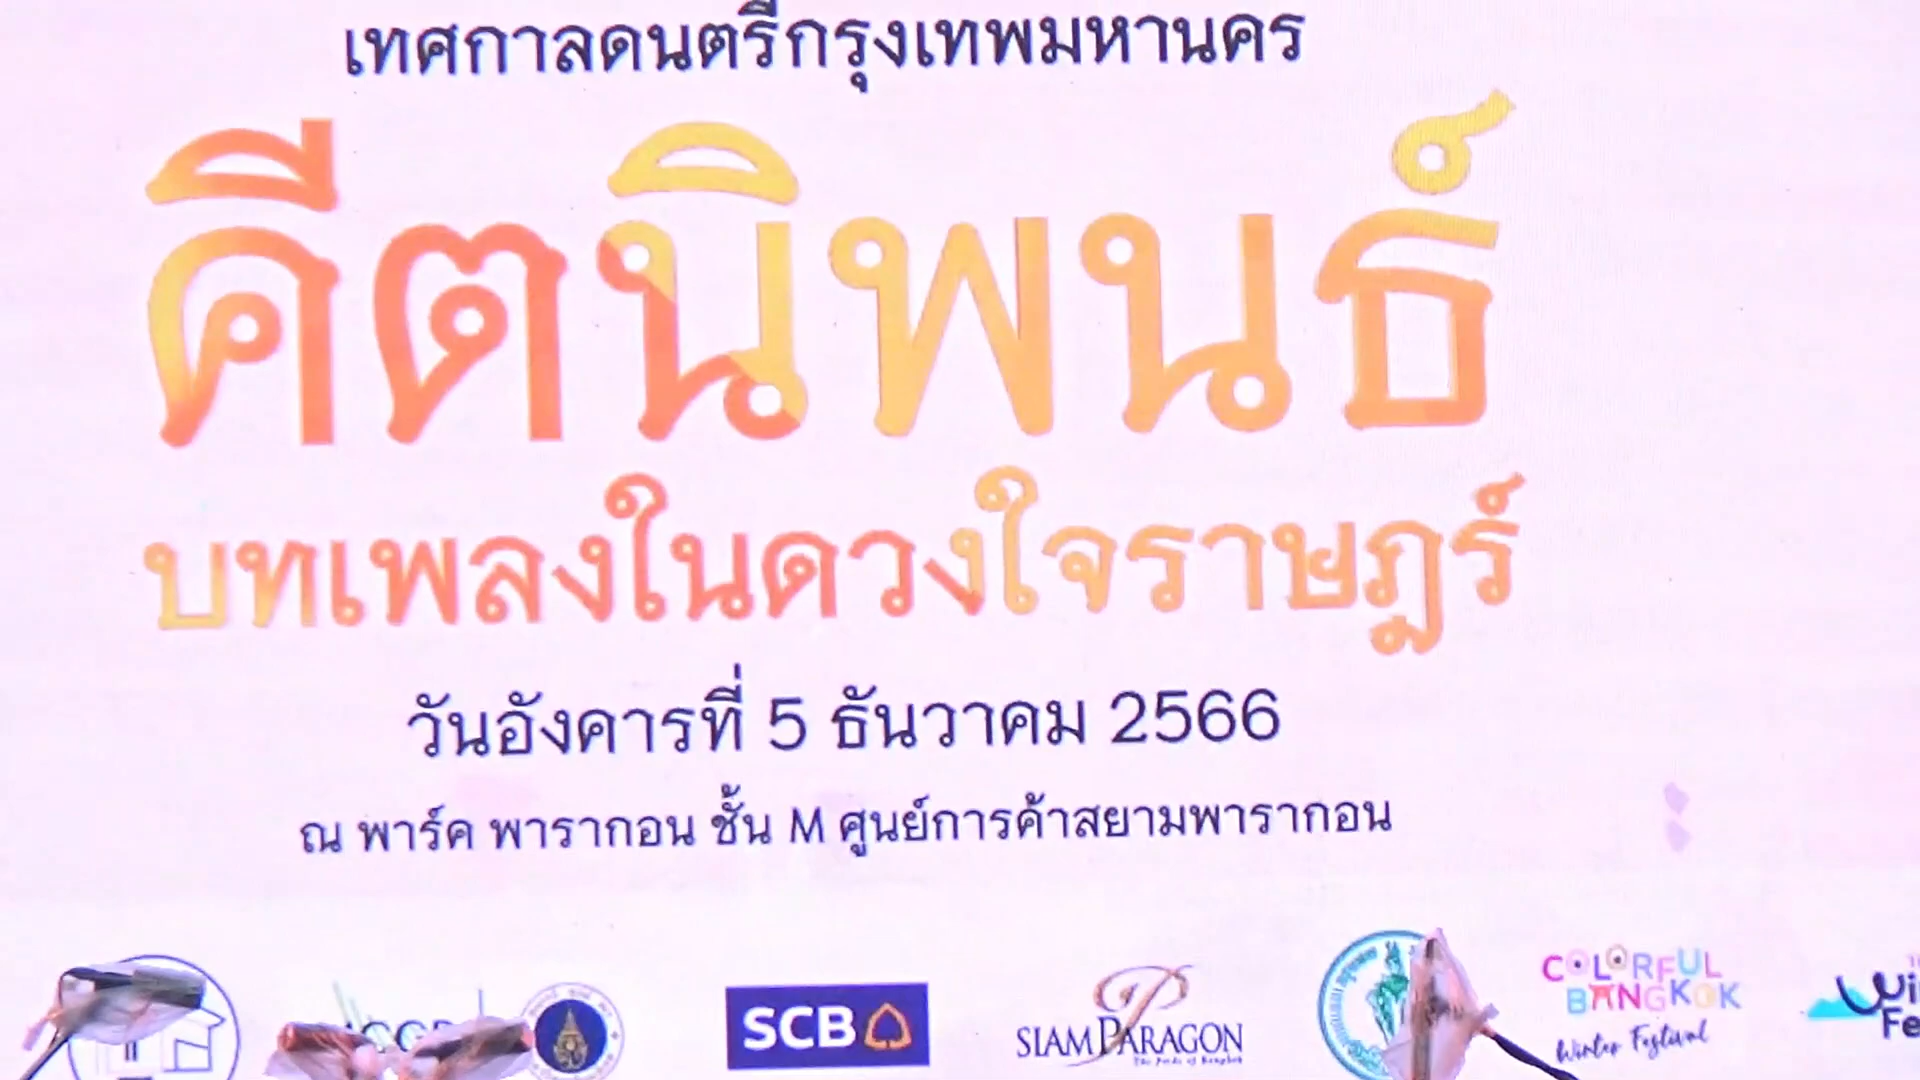 เทศกาลดนตรีกรุงเทพมหานคร
คีตนิพนธ์
บทเพลงในดวงใจราษฎร์
วันอังคารที่ 5 ธันวาคม 2566
ณ พาร์ค พารากอน ชั้น M ศูนย์การค้าสยามพารากอน
SCB
SIAM PARAGON
COLORFUL
BANGKOK
Winter Festival